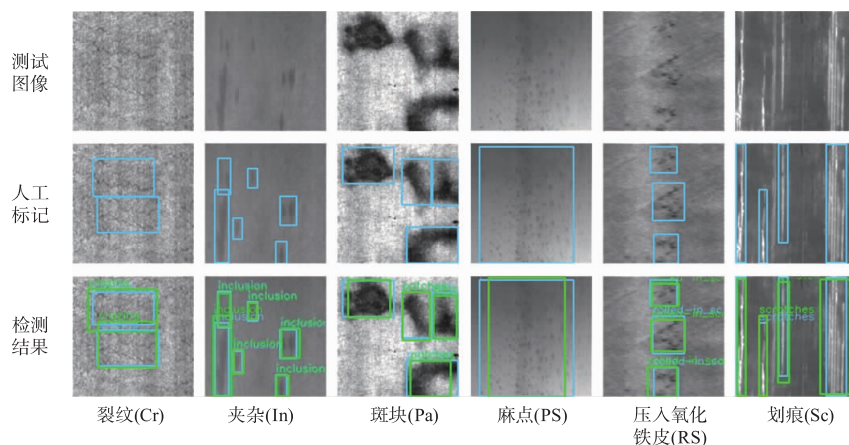 测试
图像
人工
标记
检测
结果
inclusion
inclusion
inclusion
inclusion
inclusion
scratches
裂纹(Cr)
夹杂(In)
斑块(Pa)
麻点(PS)
压入氧化
铁皮(RS)
划痕(Sc)